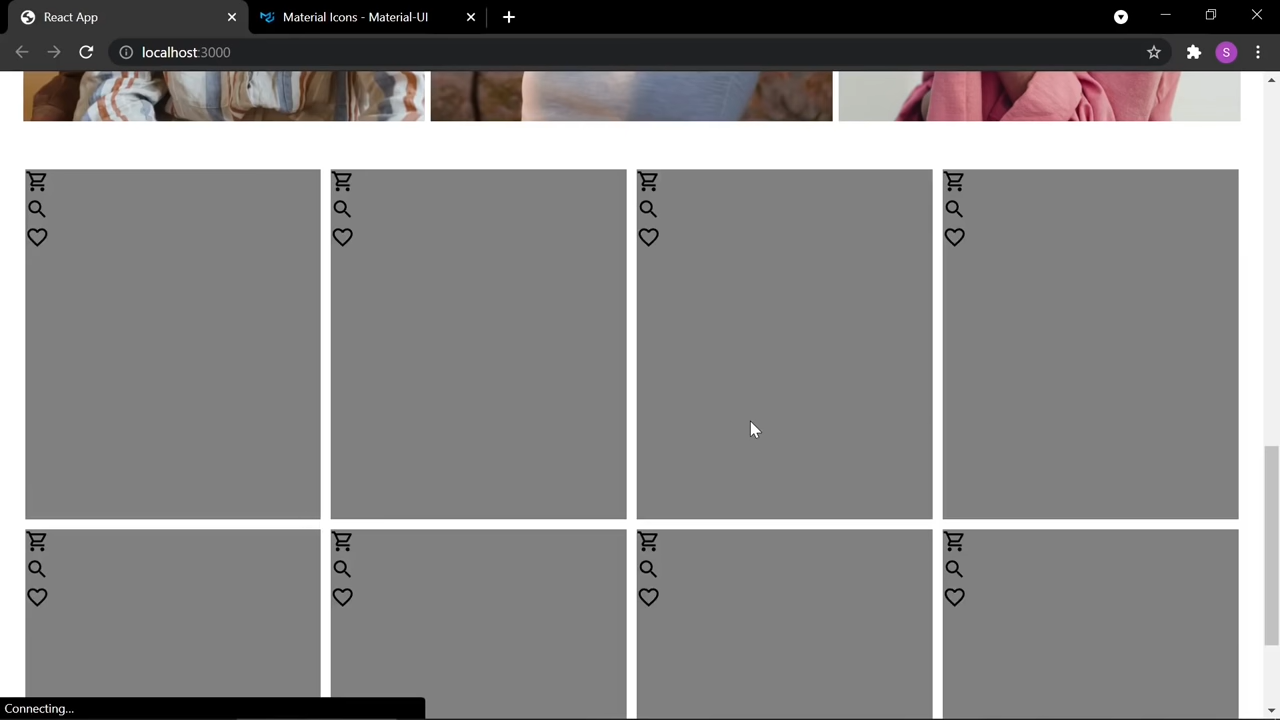 React App
Material Icons - Material-UI
localhost:3000
S
Connecting...